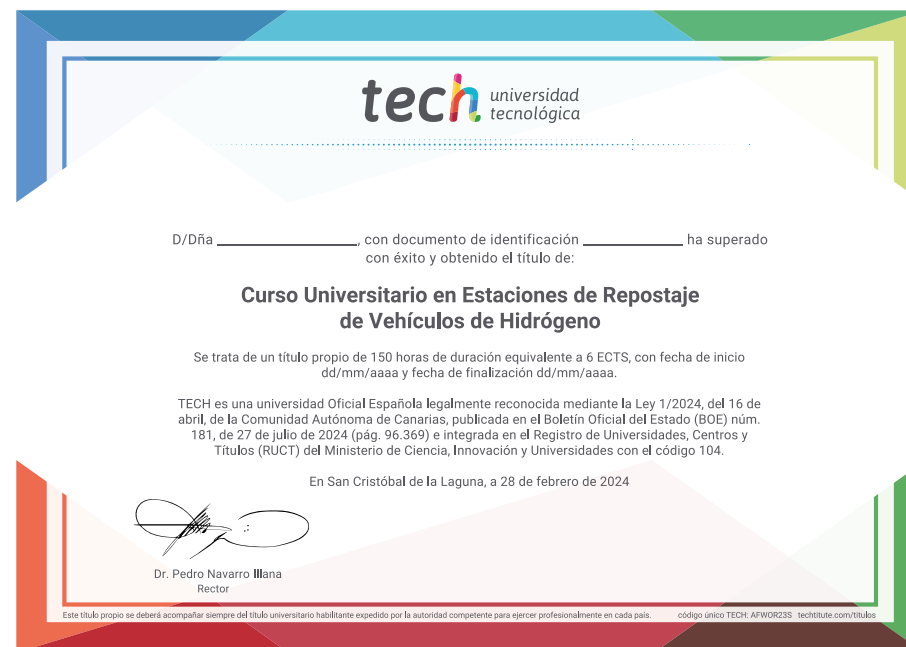 tech universidad
tecnológica
D/Dña ____________________, con documento de identificación ______________ ha superado
con éxito y obtenido el título de:
Curso Universitario en Estaciones de Repostaje
de Vehículos de Hidrógeno
Se trata de un título propio de 150 horas de duración equivalente a 6 ECTS, con fecha de inicio
dd/mm/aaaa y fecha de finalización dd/mm/aaaa.
TECH es una universidad Oficial Española legalmente reconocida mediante la Ley 1/2024, del 16 de
abril, de la Comunidad Autónoma de Canarias, publicada en el Boletín Oficial del Estado (BOE) núm.
181, de 27 de julio de 2024 (pág. 96.369) e integrada en el Registro de Universidades, Centros y
Títulos (RUCT) del Ministerio de Ciencia, Innovación y Universidades con el código 104.
En San Cristóbal de la Laguna, a 28 de febrero de 2024
Dr. Pedro Navarro Illana
Rector
Este título propio se deberá acompañar siempre del título universitario habilitante expedido por la autoridad competente para ejercer profesionalmente en cada país. código único TECH: AFWOR23S techtitute.com/titulos